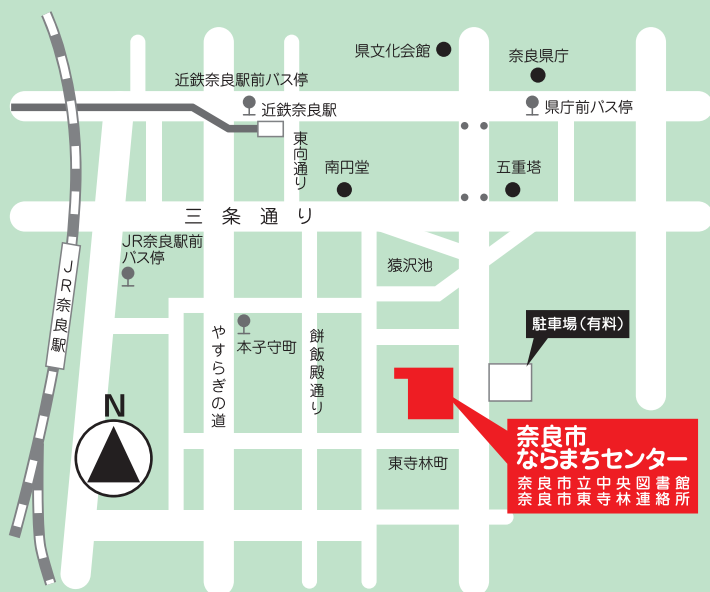 県文化会館
奈良県庁
近鉄奈良駅前バス停
近鉄奈良駅
県庁前バス停
東向通り
南円堂
五重塔
三条通り
JR奈良駅前
バス停
猿沢池
JR奈良駅
駐車場(有料)
本子守町
やすらぎの道
餅飯殿通り
N
東寺林町
奈良市
ならまちセンター
奈良市立中央図書館
奈良市東寺林連絡所